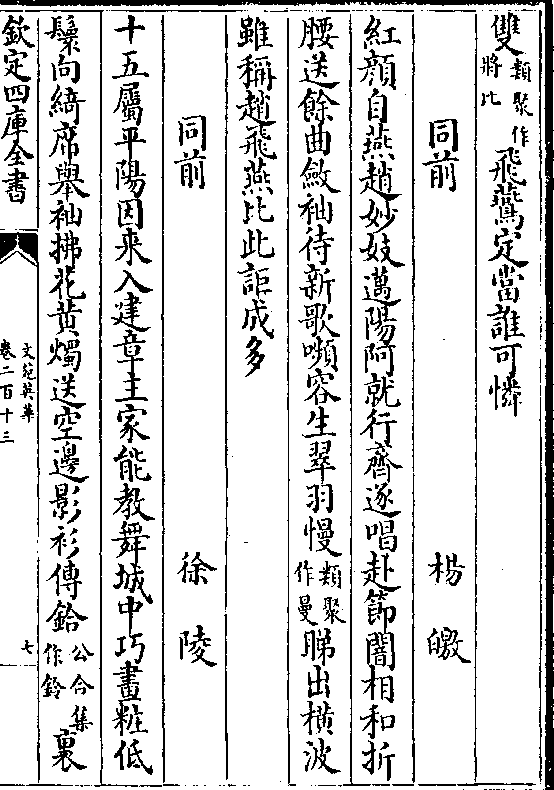 雙類聚作將比飛鷰定當誰可憐
同前 楊皦
紅顔自燕趙妙妓邁陽阿就行齊逐唱赴節闇相和折
腰送餘曲斂袖待新歌嚬容生翠羽慢類聚作曼睇出橫波
雖稱趙飛燕比此詎成多
同前 徐陵
十五屬平陽因來入建章主家能教舞城中巧畫粧低
鬟向綺席舉袖拂花黄燭送空邊影衫傳鉿公合集作鈴裏
欽定四庫全書
文苑英華
卷二百十三
七